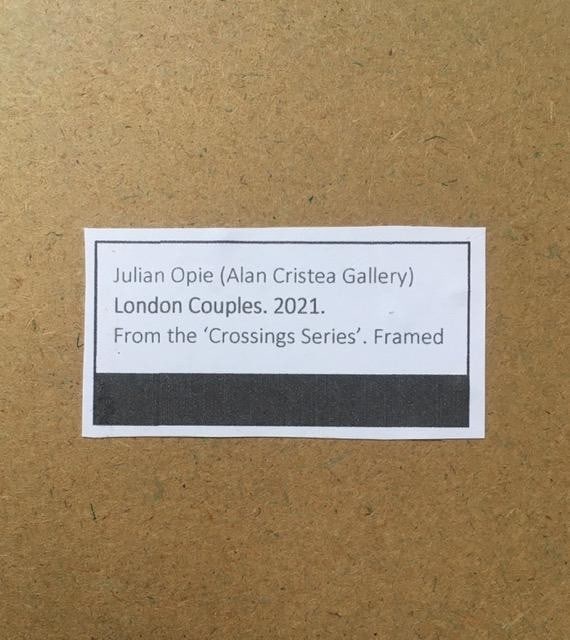 Julian Opie (Alan Cristea Gallery)
London Couples. 2021.
From the ‘Crossings Series’. Framed